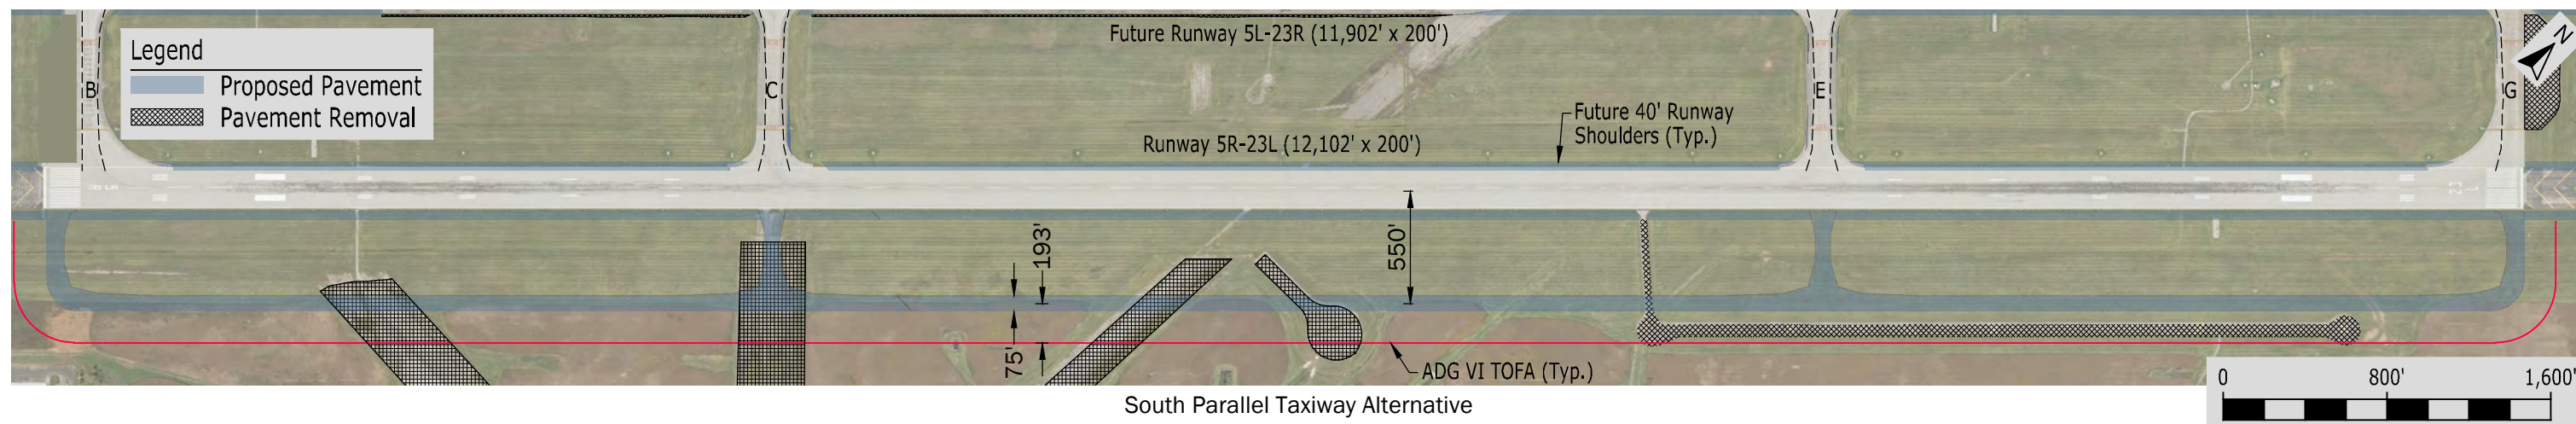 Future Runway 5L-23R (11,902' x 200')
N
Legend
Proposed Pavement
Pavement Removal
B
C
E
G
Future 40' Runway
Shoulders (Typ.)
Runway 5R-23L (12,102' x 200')
23
L
193'
550'
75'
ADG VI TOFA (Typ.)
0 800' 1,600'
South Parallel Taxiway Alternative